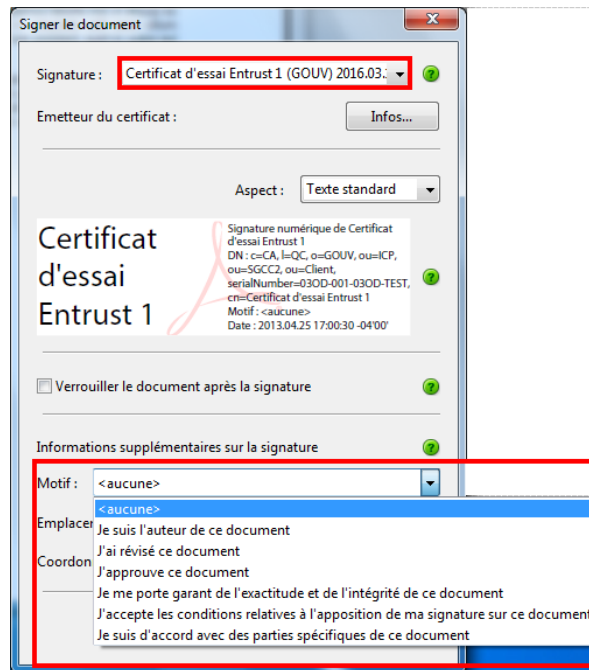 Signer le document
Signature : Certificat d'essai Entrust 1 (GOUV) 2016.03.
Emetteur du certificat : Infos...
Aspect : Texte standard
Certificat
d'essai
Entrust 1
Signature numérique de Certificat
d'essai Entrust 1
DN : c=CA, l=QC, o=GOUV, ou=ICP,
ou=SGCC2, ou=Client,
serialNumber=03OD-001-03OD-TEST,
cn=Certificat d'essai Entrust 1
Motif : <aucune>
Date : 2013.04.25 17:00:30 -04'00'
Verrouiller le document après la signature
Informations supplémentaires sur la signature
Motif : <aucune>
<aucune>
Emplacer
Je suis l'auteur de ce document
J'ai révisé ce document
Coordon
J'approuve ce document
Je me porte garant de l'exactitude et de l'intégrité de ce document
J'accepte les conditions relatives à l'apposition de ma signature sur ce document
Je suis d'accord avec des parties spécifiques de ce document